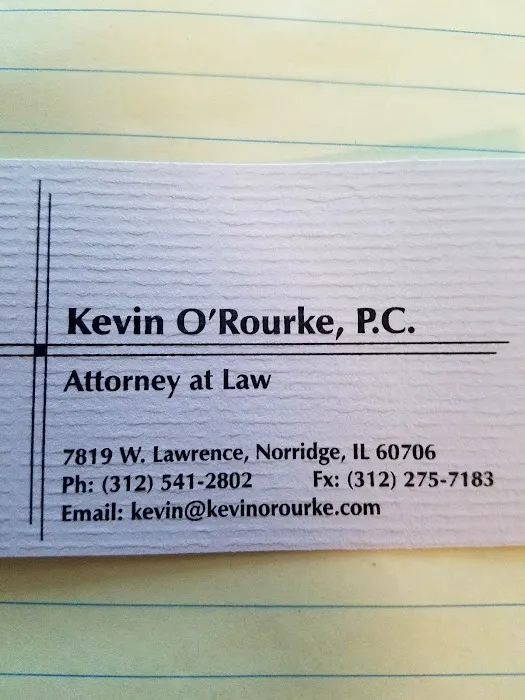 Kevin O'Rourke, P.C.
Attorney at Law
7819 W. Lawrence, Norridge, IL 60706
Ph: (312) 541-2802 Fx: (312) 275-7183
Email: kevin@kevinorourke.com